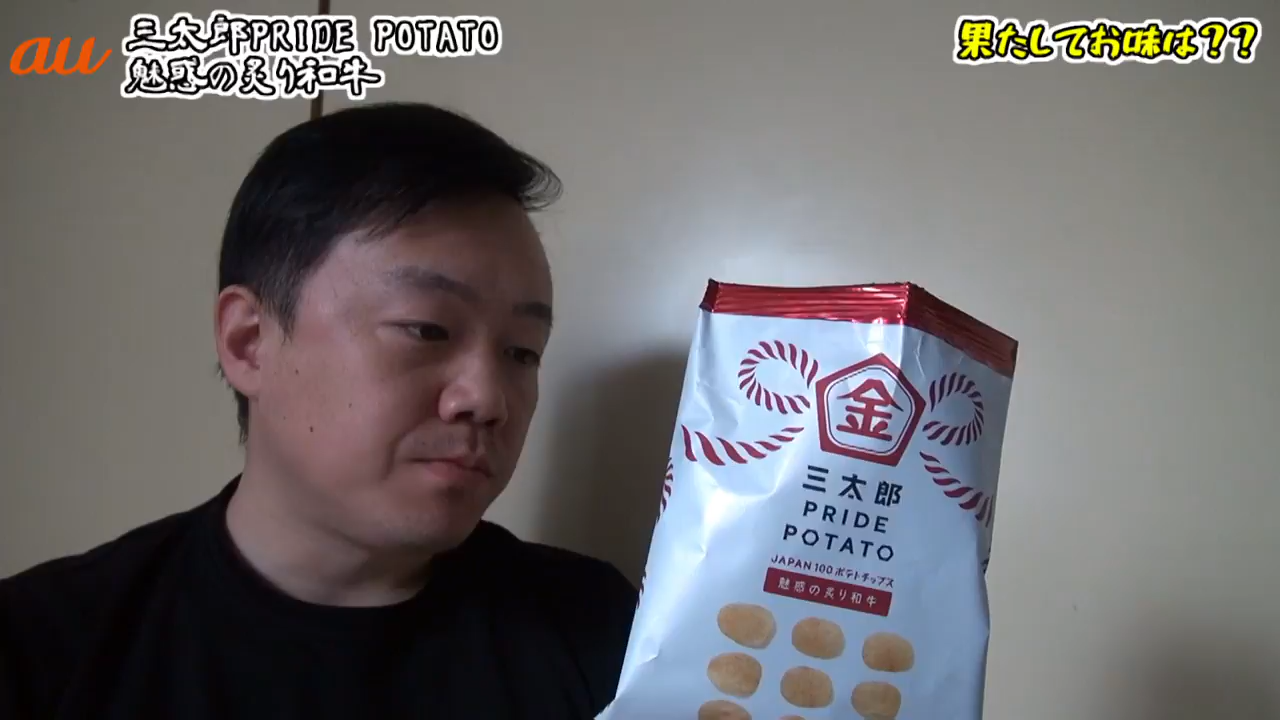 au
三太郎PRIDE POTATO
魅惑の炙り和牛
果たしてお味は??
金
三太郎
PRIDE
POTATO
JAPAN 100 ポテトチップス
魅惑の炙り和牛